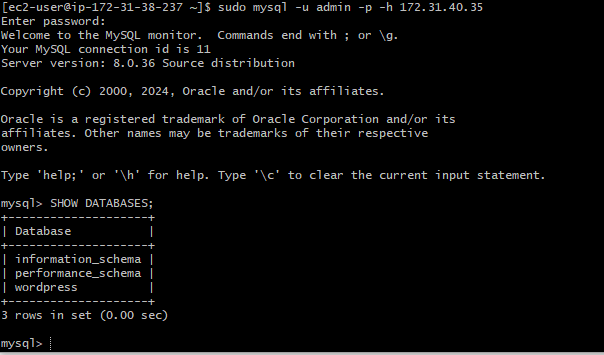 [ec2-user@ip-172-31-38-237 ~]$ sudo mysql -u admin -p -h 172.31.40.35
Enter password:
Welcome to the MySQL monitor.  Commands end with ; or \g.
Your MySQL connection id is 11
Server version: 8.0.36 Source distribution

Copyright (c) 2000, 2024, Oracle and/or its affiliates.

Oracle is a registered trademark of Oracle Corporation and/or its
affiliates. Other names may be trademarks of their respective
owners.

Type 'help;' or '\h' for help. Type '\c' to clear the current input statement.

mysql> SHOW DATABASES;
+--------------------+
| Database           |
+--------------------+
| information_schema |
| performance_schema |
| wordpress          |
+--------------------+
3 rows in set (0.00 sec)

mysql>